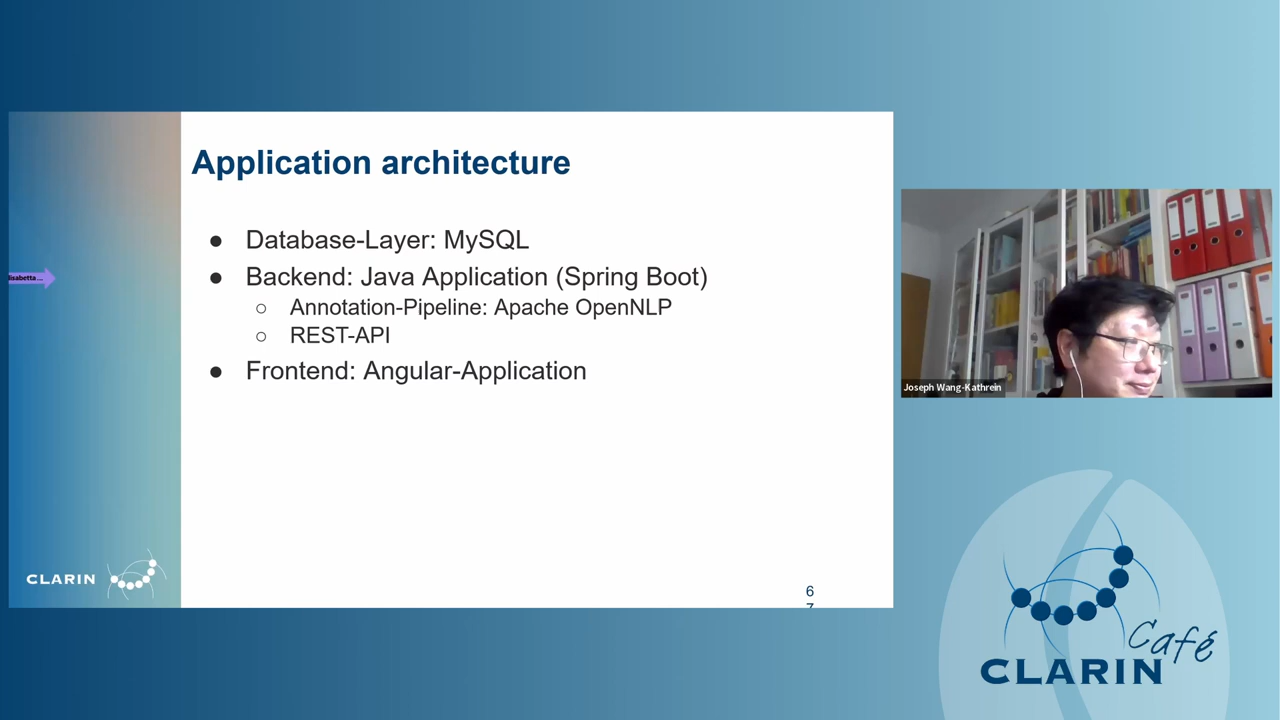 Application architecture
● Database-Layer: MySQL
● Backend: Java Application (Spring Boot)
○ Annotation-Pipeline: Apache OpenNLP
○ REST-API
● Frontend: Angular-Application
CLARIN
6
Joseph Wang-Kathrein
Café
CLARIN